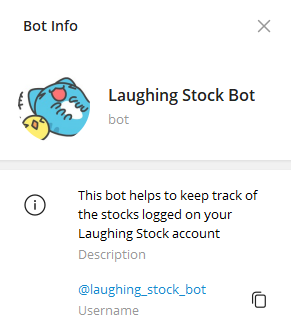 Bot Info
Laughing Stock Bot
bot
This bot helps to keep track of
the stocks logged on your
Laughing Stock account
Description
@laughing_stock_bot
Username